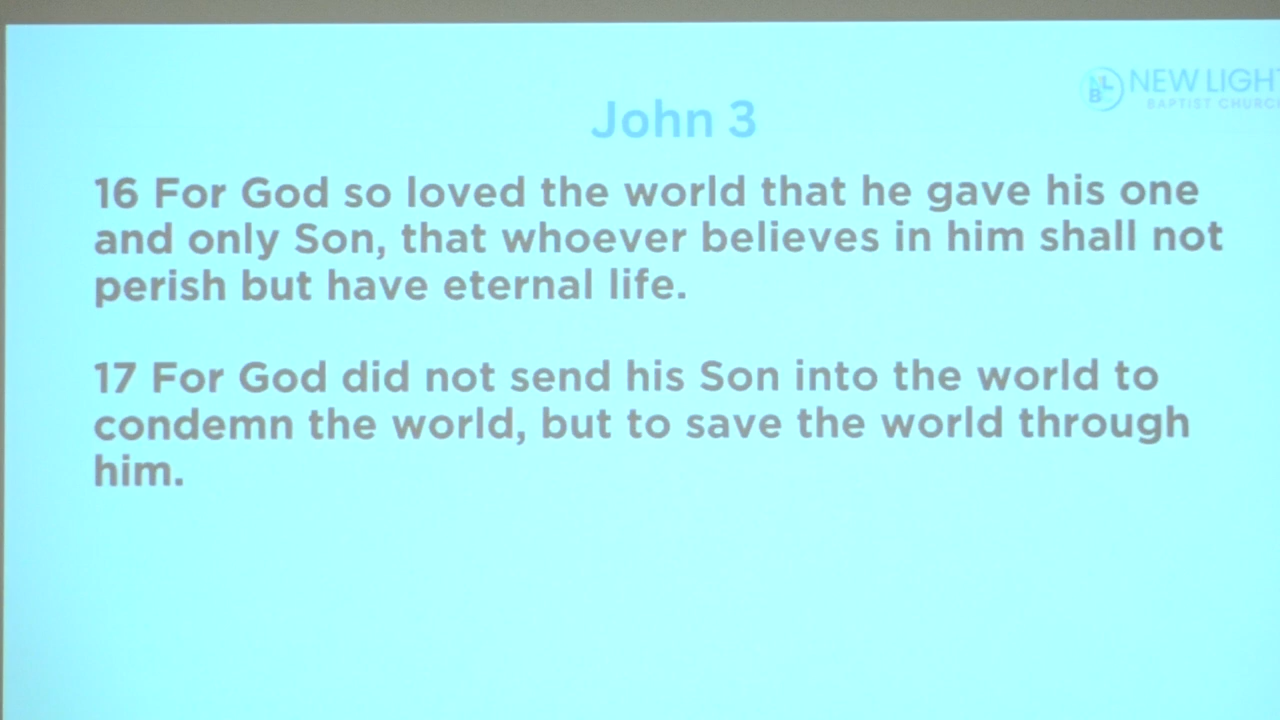 NEW LIGHT
BAPTIST CHURCH
John 3
16 For God so loved the world that he gave his one
and only Son, that whoever believes in him shall not
perish but have eternal life.
17 For God did not send his Son into the world to
condemn the world, but to save the world through
him.